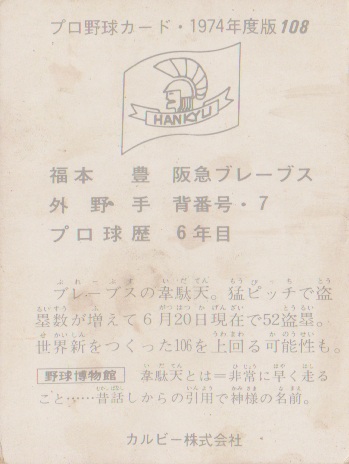 プロ野球カード・1974年度版108
HANKYU
福本 豊 阪急ブレーブス
外野手 背番号・7
プロ球歴 6年目
ブレーブスの韋駄天。猛ピッチで盗
塁数が増えて6月20日現在で52盗塁。
世界新をつくった106を上回る可能性も。
野球博物館 韋駄天とは＝非常に早く走る
こと……昔話しからの引用で神様の名前。
カルビー株式会社